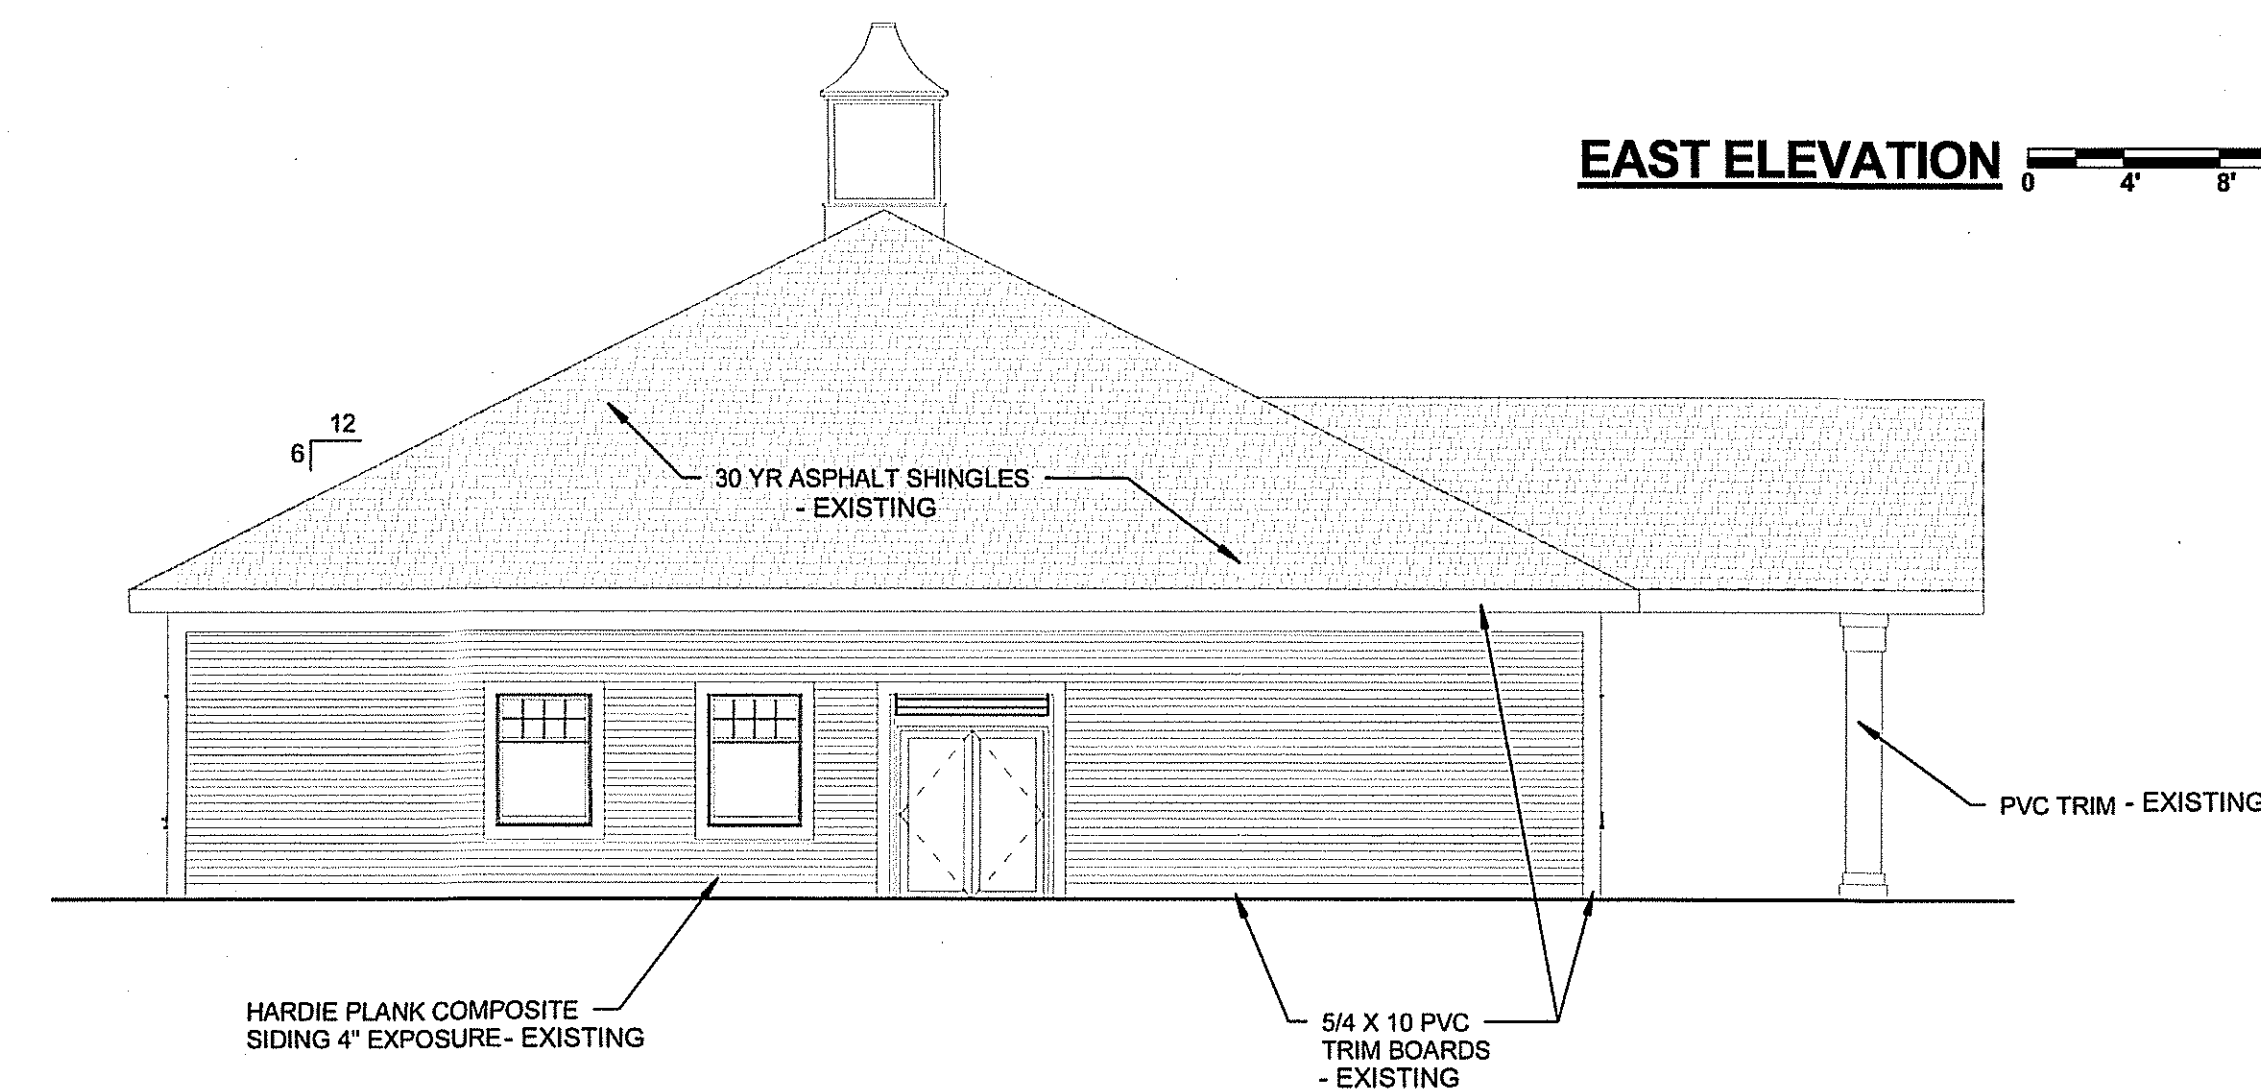 EAST ELEVATION
0 4' 8'
12
6
30 YR ASPHALT SHINGLES
- EXISTING
PVC TRIM - EXISTING
HARDIE PLANK COMPOSITE
SIDING 4" EXPOSURE- EXISTING
5/4 X 10 PVC
TRIM BOARDS
- EXISTING